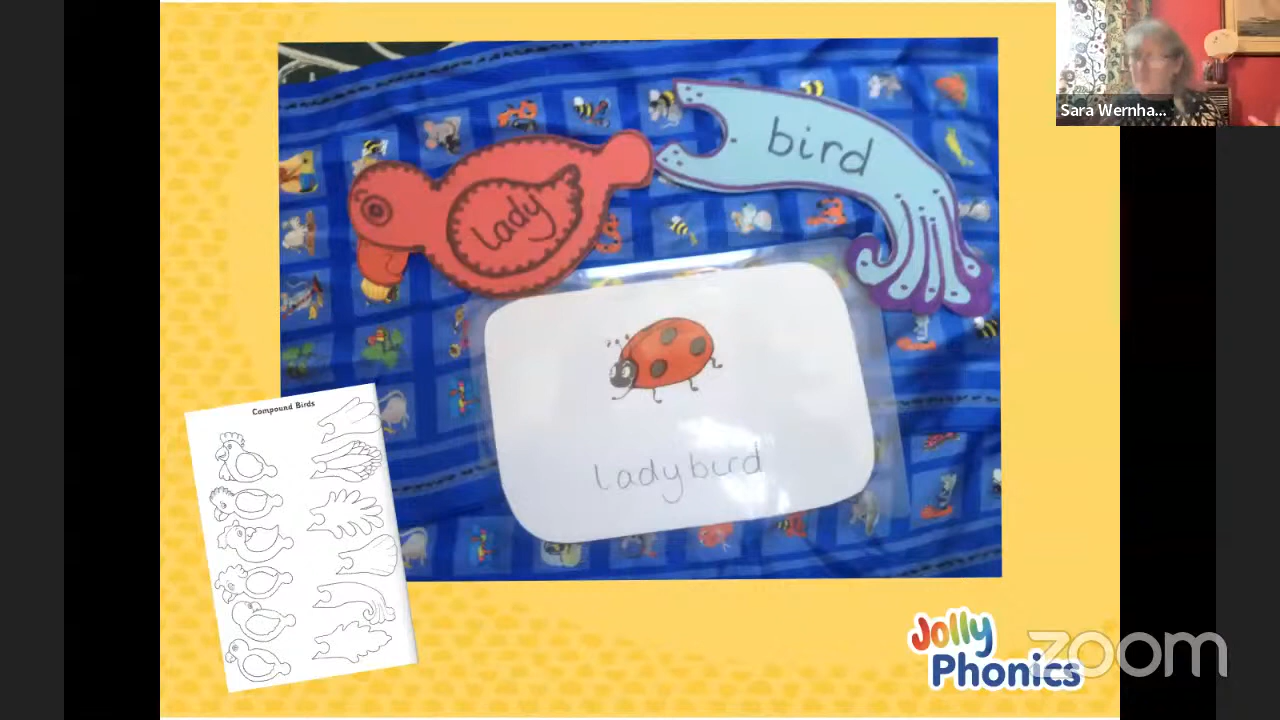 Sara Wernha...
bird
lady
ladybird
Compound Birds
Jolly
Phonics
zoom